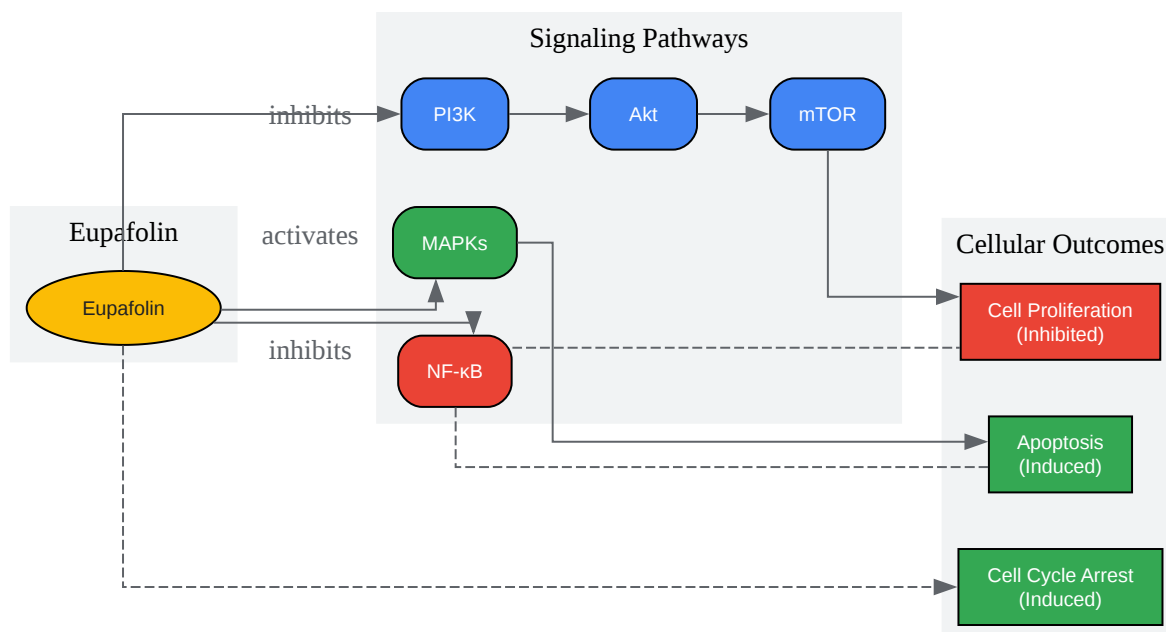 Signaling Pathways
inhibits
PI3K
Akt
mTOR
Eupafolin
activates
MAPKs
Cellular Outcomes
Eupafolin
inhibits
NF-κB
Cell Proliferation
(Inhibited)
Apoptosis
(Induced)
Cell Cycle Arrest
(Induced)